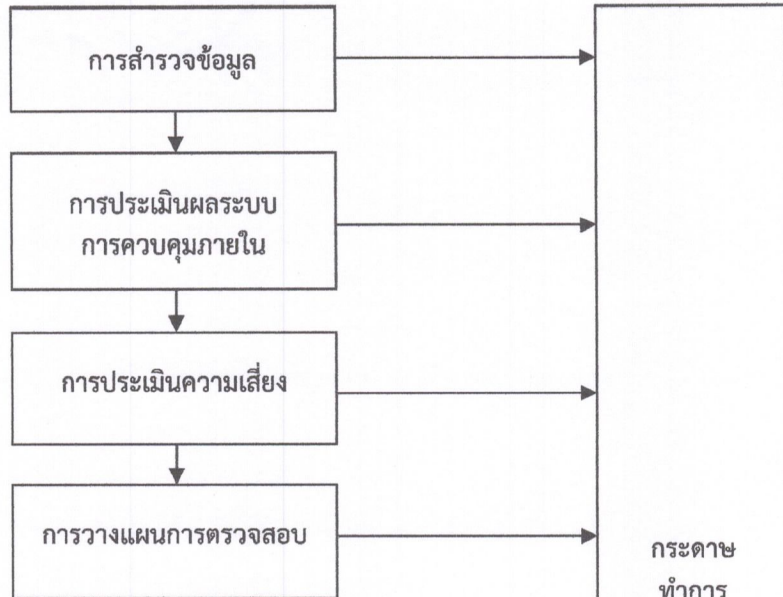 การสำรวจข้อมูล
การประเมินผลระบบ
การควบคุมภายใน
การประเมินความเสี่ยง
การวางแผนการตรวจสอบ
กระดาษ
ทำการ